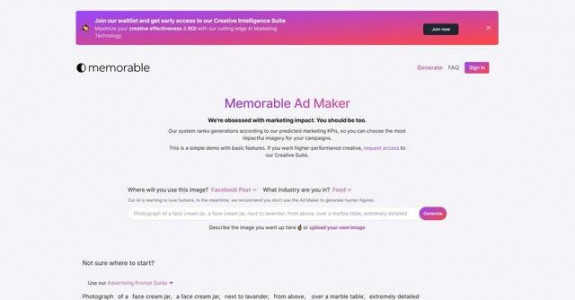 Join our waitlist and get early access to our Creative Intelligence Suite
Maximize your creative effectiveness & ROI with our cutting edge AI Marketing
Technology
Join now
memorable
Generate FAQ Sign In
Memorable Ad Maker
We're obsessed with marketing impact. You should be too.
Our system ranks generations according to our predicted marketing KPIs, so you can choose the most
impactful imagery for your campaigns.
This is a simple demo with basic features. If you want higher-performance creative, request access to
our Creative Suite.
Where will you use this image? Facebook Post What industry are you in? Food
Our AI is learning to love humans. In the meantime, we recommend you don't use the Ad Maker to generate human figures.
Photograph of a face cream jar, a face cream jar, next to lavender, from above, over a marble table, extremely detailed
Generate
Describe the image you want up here or upload your own image
Not sure where to start?
Use our Advertising Prompt Guide
Photograph of a face cream jar, a face cream jar, next to lavender, from above, over a marble table, extremely detailed